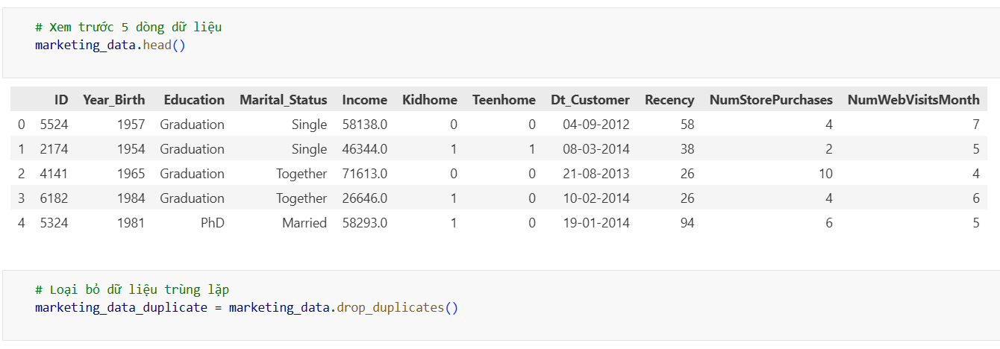 # Xem trước 5 dòng dữ liệu
marketing_data.head()
ID Year_Birth Education Marital_Status Income Kidhome Teenhome Dt_Customer Recency NumStorePurchases NumWebVisitsMonth
0 5524 1957 Graduation Single 58138.0 0 0 04-09-2012 58 4 7
1 2174 1954 Graduation Single 46344.0 1 1 08-03-2014 38 2 5
2 4141 1965 Graduation Together 71613.0 0 0 21-08-2013 26 10 4
3 6182 1984 Graduation Together 26646.0 1 0 10-02-2014 26 4 6
4 5324 1981 PhD Married 58293.0 1 0 19-01-2014 94 6 5
# Loại bỏ dữ liệu trùng lặp
marketing_data_duplicate = marketing_data.drop_duplicates()